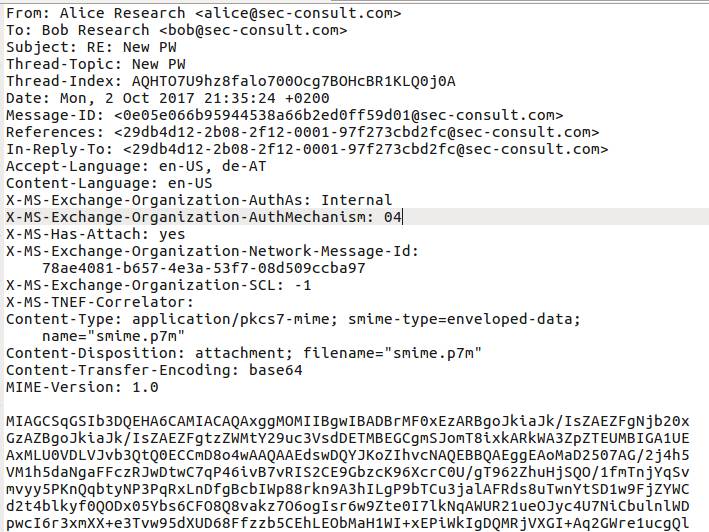 From: Alice Research <alice@sec-consult.com>
To: Bob Research <bob@sec-consult.com>
Subject: RE: New PW
Thread-Topic: New PW
Thread-Index: AQHTO7U9hz8falo700Ocg7BOHcBR1KLQ0j0A
Date: Mon, 2 Oct 2017 21:35:24 +0200
Message-ID: <0e05e066b95944538a66b2ed0ff59d01@sec-consult.com>
References: <29db4d12-2b08-2f12-0001-97f273cbd2fc@sec-consult.com>
In-Reply-To: <29db4d12-2b08-2f12-0001-97f273cbd2fc@sec-consult.com>
Accept-Language: en-US, de-AT
Content-Language: en-US
X-MS-Exchange-Organization-AuthAs: Internal
X-MS-Exchange-Organization-AuthMechanism: 04
X-MS-Has-Attach: yes
X-MS-Exchange-Organization-Network-Message-Id:
78ae4081-b657-4e3a-53f7-08d509ccba97
X-MS-Exchange-Organization-SCL: -1
X-MS-TNEF-Correlator:
Content-Type: application/pkcs7-mime; smime-type=enveloped-data;
name="smime.p7m"
Content-Disposition: attachment; filename="smime.p7m"
Content-Transfer-Encoding: base64
MIME-Version: 1.0
MIAGCSqGSIb3DQEHA6CAMIACAQAxggMOMIIBgwIBADBrMF0xEzARBgoJkiaJk/IsZAEZFgNjb20x
GzAZBgoJkiaJk/IsZAEZFgtzZWMtY29uc3VsdDETMBEGCgmSJomT8ixkARkWA3ZpZTEUMBIGA1UE
AxMLU0VDLVJvb3QtQ0ECCmD8o4wAAQAAEdswDQYJKoZIhvcNAQEBBQAEggEAoMaD2507AG/2j4h5
VM1h5daNgaFFczRJwDtwC7qP46ivB7vRIS2CE9GbzcK96XcrC0U/gT962ZhuHjSQO/1fmTnjYqSv
mvyy5PKnQqbtyNP3PqRxLnDfgBcbIWp88rkn9A3hILgP9bTCu3jalAFRds8uTwnYtSD1w9FjZYWC
d2t4blkyf0QODx05Ybs6CFO8Q8vakz7O6ogIsr6w9Zte0I7lkNqAWUR21ueOJyc4U7NiCbulnlWD
pwcI6r3xmXX+e3Tvw95dXUD68Ffzzb5CEhLEObMaH1WI+xEPiWkIgDQMRjVXGI+Aq2GWre1ucgQl